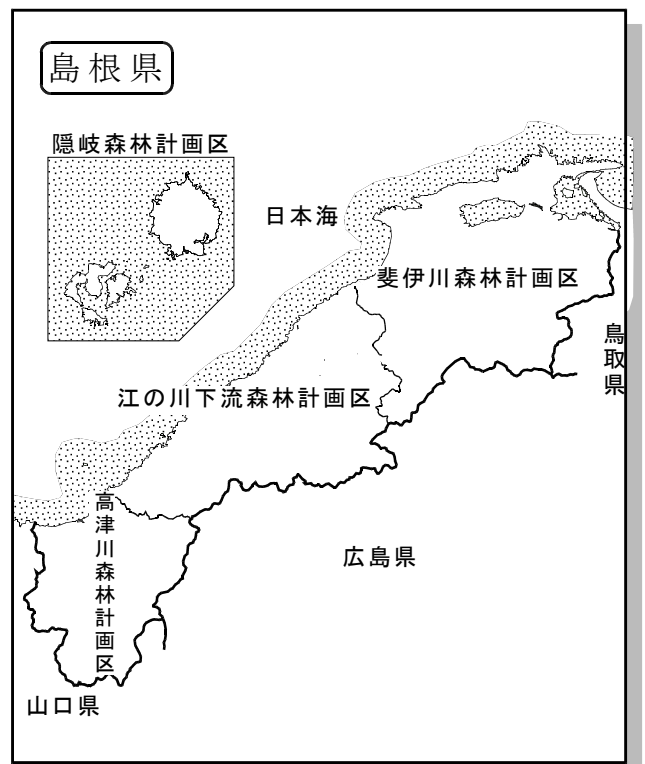 島根県
隠岐森林計画区
日本海
斐伊川森林計画区
鳥取県
江の川下流森林計画区
高津川森林計画区
広島県
山口県